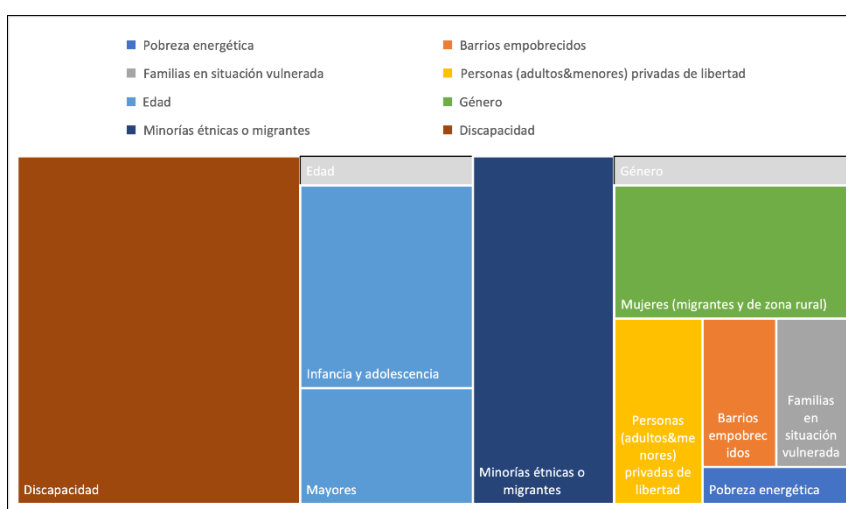 Pobreza energética
Barrios empobrecidos
Familias en situación vulnerada
Personas (adultos&menores) privadas de libertad
Edad
Género
Minorías étnicas o migrantes
Discapacidad
Edad
Género
Mujeres (migrantes y de zona rural)
Infancia y adolescencia
Personas
(adultos&me
nores)
privadas de
libertad
Barrios
empobrec
idos
Familias
en
situación
vulnerada
Minorías étnicas o
migrantes
Discapacidad
Mayores
Pobreza energética